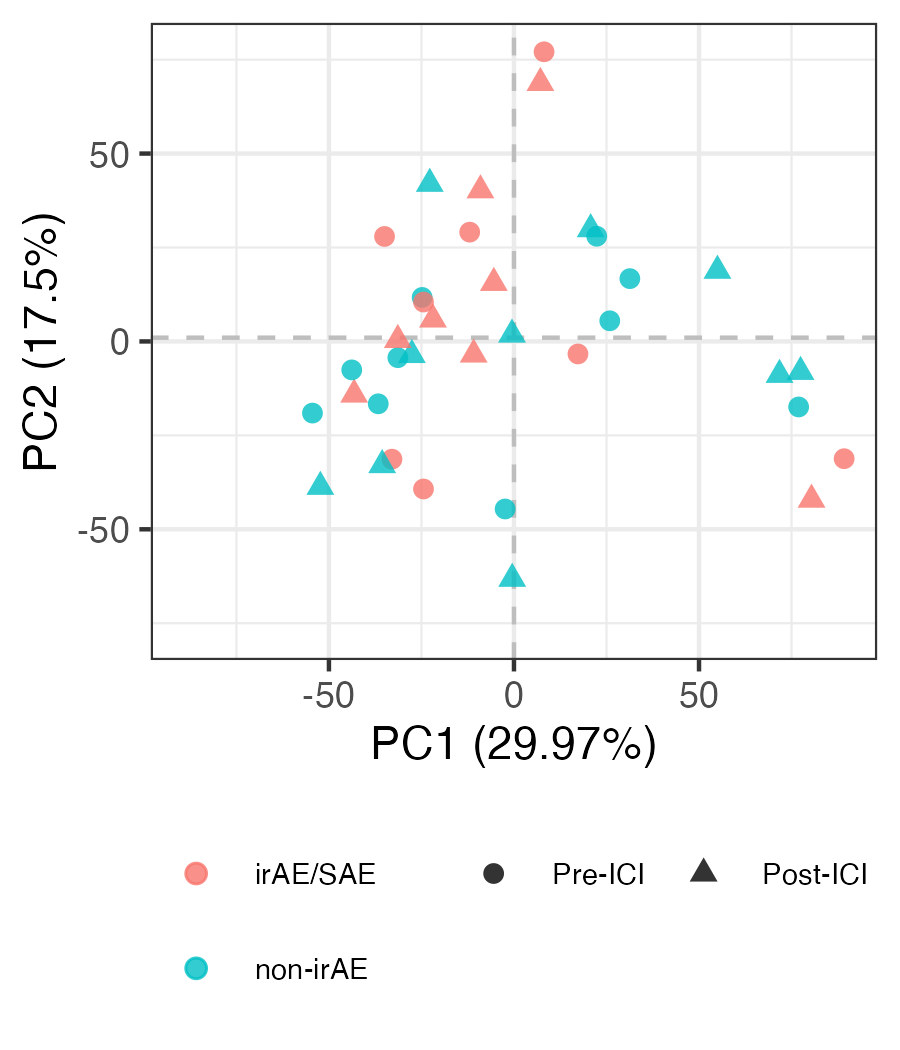 50
0
-50
PC2 (17.5%)
-50 0 50
PC1 (29.97%)
irAE/SAE Pre-ICI Post-ICI
non-irAE